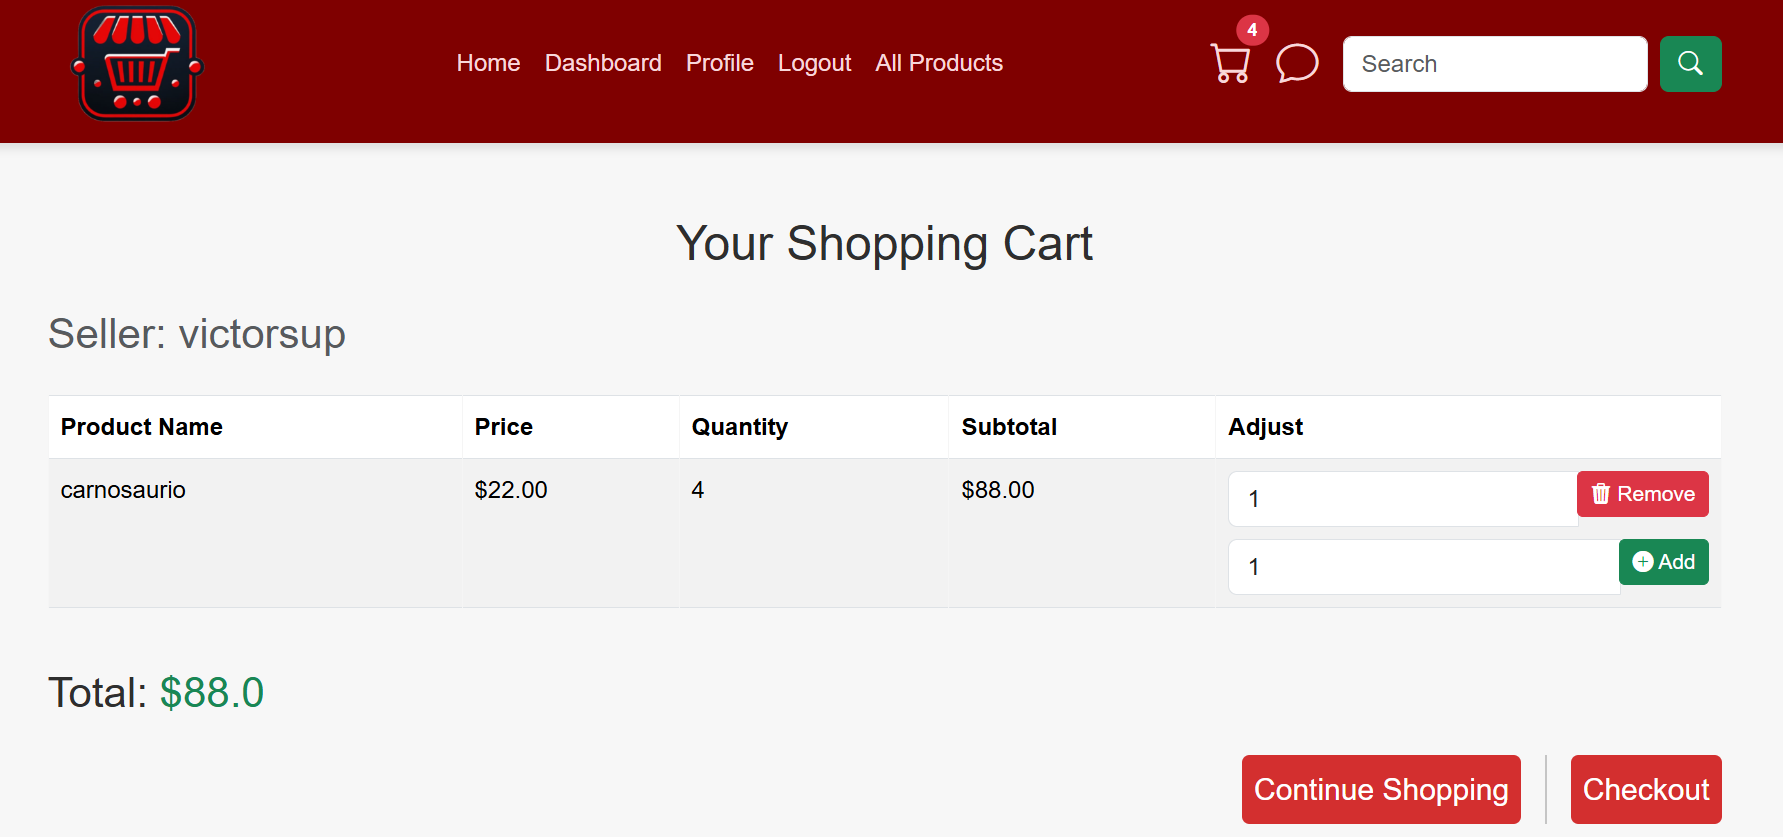 4
Home Dashboard Profile Logout All Products Search
Your Shopping Cart
Seller: victorsup
Product Name Price Quantity Subtotal Adjust
carnosaurio $22.00 4 $88.00 1 Remove
1 Add
Total: $88.0
Continue Shopping Checkout